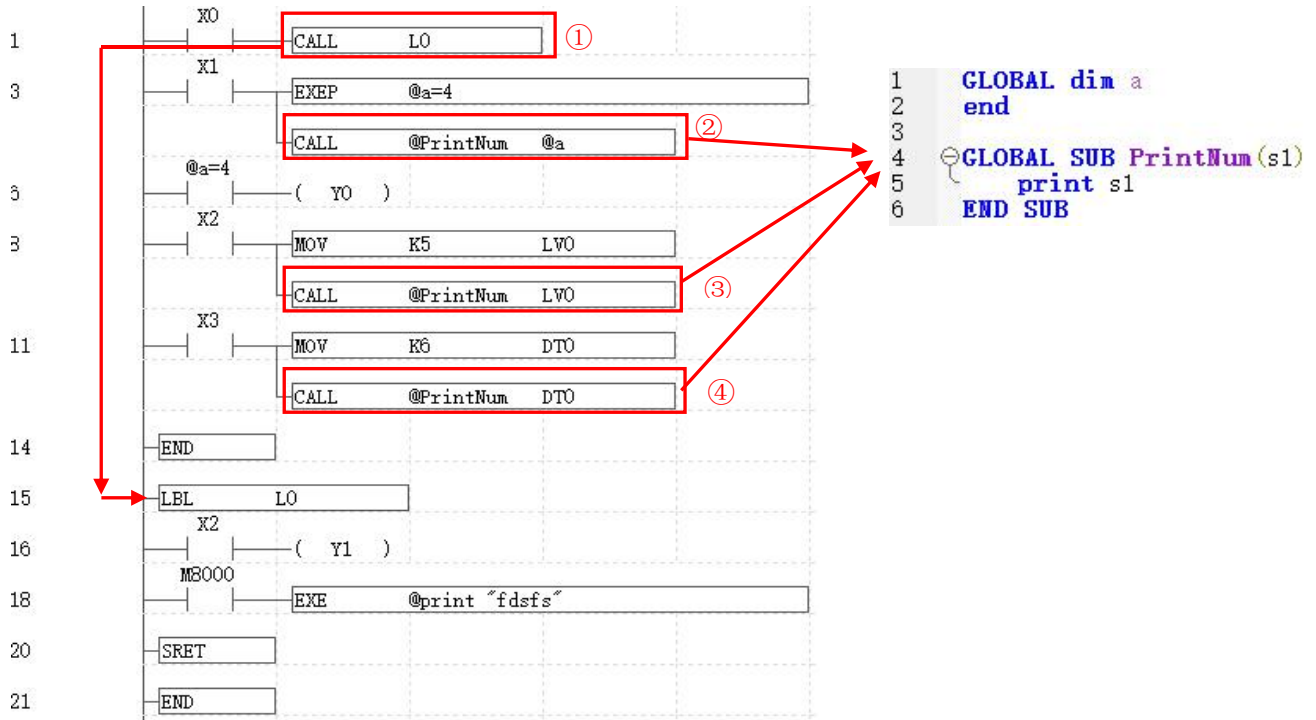 X0
1 CALL L0 ①
X1
3 EXEP @a=4
CALL @PrintNum @a ②
@a=4
( Y0 )
X2
MOV K5 LV0
CALL @PrintNum LV0 ③
X3
11 MOV K6 DT0
CALL @PrintNum DT0 ④
14 END
15 LBL L0
X2
16 ( Y1 )
M8000
18 EXE @print "fdsfs"
20 SRET
21 END
1 GLOBAL dim a
2 end
3
4 GLOBAL SUB PrintNum(s1)
5 print s1
6 END SUB